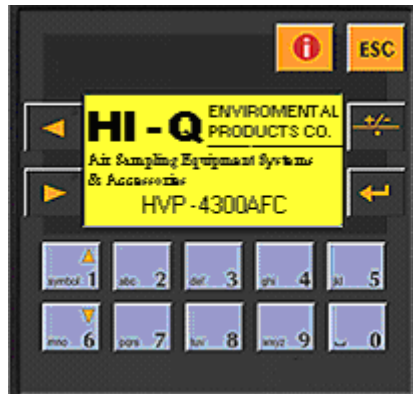 i ESC
HI - Q ENVIROMENTAL
PRODUCTS CO.
+/-
Air Sampling Equipment Systems
& Accessories
HVP-4300AFC
symbol 1 abc 2 def 3 ghi 4 jkl 5
mno 6 pqrs 7 tuv 8 wxyz 9 0